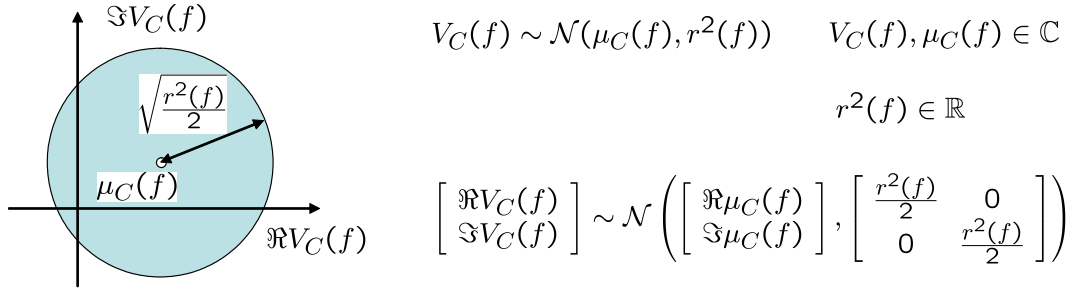 ℑV_C(f)
√(r²(f)/2)
μ_C(f)
ℜV_C(f)
V_C(f) ∼ 𝒩(μ_C(f), r²(f))    V_C(f), μ_C(f) ∈ ℂ
r²(f) ∈ ℝ
[ ℜV_C(f) ; ℑV_C(f) ] ∼ 𝒩( [ ℜμ_C(f) ; ℑμ_C(f) ], [ r²(f)/2  0 ; 0  r²(f)/2 ] )